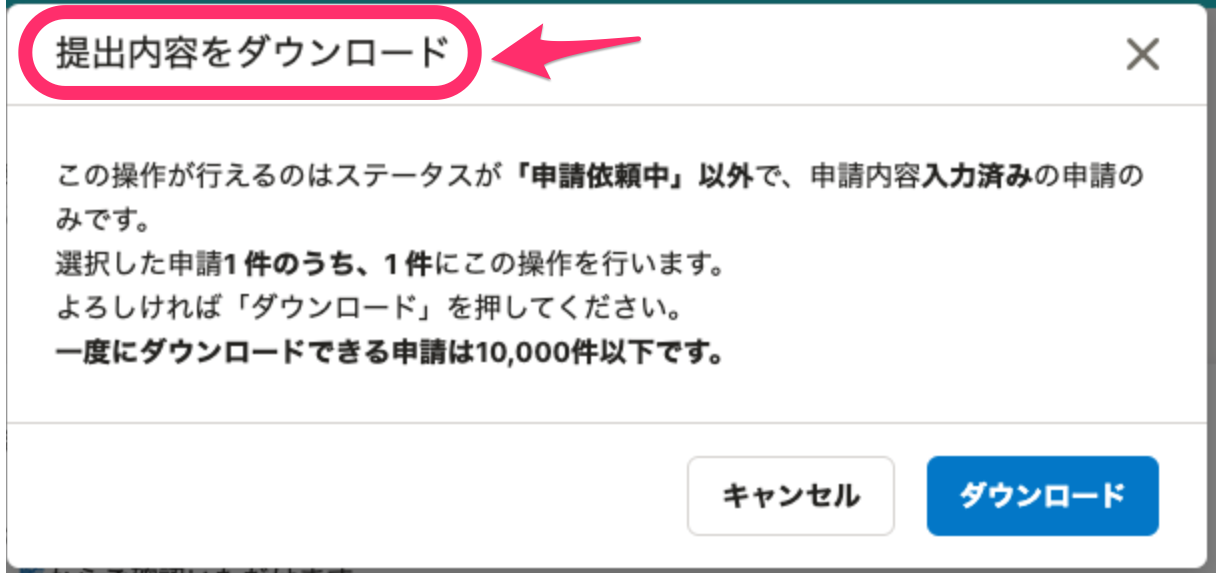 提出内容をダウンロード
この操作が行えるのはステータスが「申請依頼中」以外で、申請内容入力済みの申請の
みです。
選択した申請1 件のうち、1 件にこの操作を行います。
よろしければ「ダウンロード」を押してください。
一度にダウンロードできる申請は10,000件以下です。
キャンセル
ダウンロード